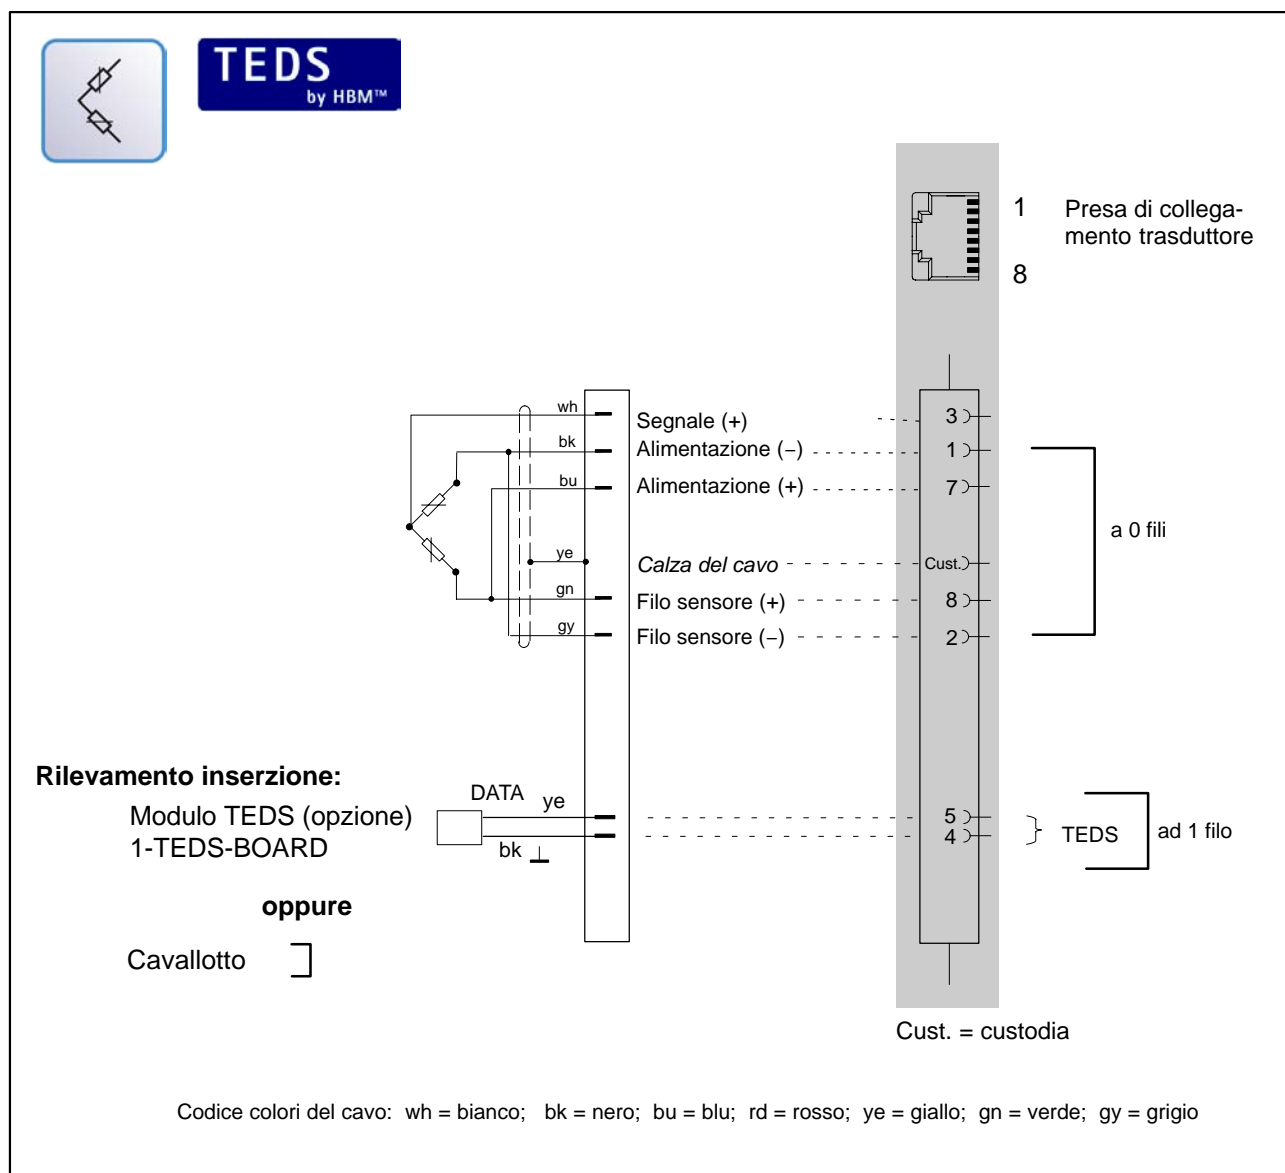 TEDS
by HBM™
1
Presa di collega-
mento trasduttore
8
wh
Segnale (+)
3
bk
Alimentazione (−)
1
bu
Alimentazione (+)
7
a 0 fili
ye
Calza del cavo
Cust.
gn
Filo sensore (+)
8
gy
Filo sensore (−)
2
Rilevamento inserzione:
Modulo TEDS (opzione)
1-TEDS-BOARD
DATA
ye
bk
5
4
TEDS
ad 1 filo
oppure
Cavallotto
Cust. = custodia
Codice colori del cavo: wh = bianco; bk = nero; bu = blu; rd = rosso; ye = giallo; gn = verde; gy = grigio